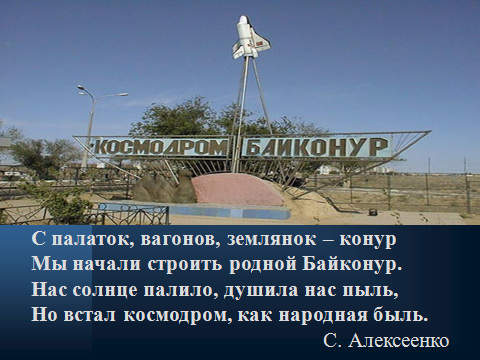 КОСМОДРОМ БАЙКОНУР
С палаток, вагонов, землянок – конур
Мы начали строить родной Байконур.
Нас солнце палило, душила нас пыль,
Но встал космодром, как народная быль.
С. Алексеенко